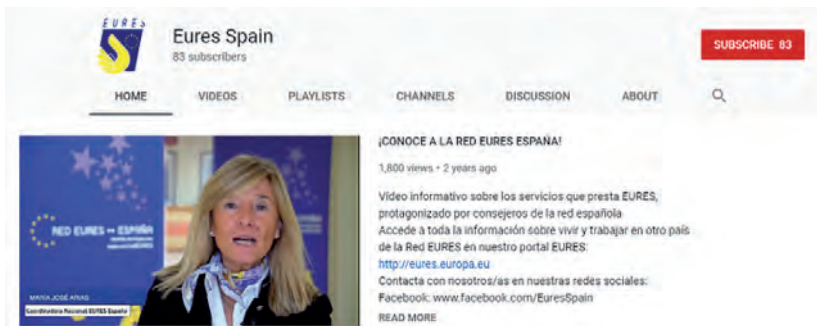 EURES
Eures Spain
83 subscribers
SUBSCRIBE 83
HOME VIDEOS PLAYLISTS CHANNELS DISCUSSION ABOUT
¡CONOCE A LA RED EURES ESPAÑA!
1,800 views • 2 years ago
Vídeo informativo sobre los servicios que presta EURES,
protagonizado por consejeros de la red española
Accede a toda la información sobre vivir y trabajar en otro país
de la Red EURES en nuestro portal EURES:
http://eures.europa.eu
Contacta con nosotros/as en nuestras redes sociales:
Facebook: www.facebook.com/EuresSpain
READ MORE
RED EURES ESPAÑA
MARÍA JOSÉ ARIAS
Coordinadora Nacional EURES España